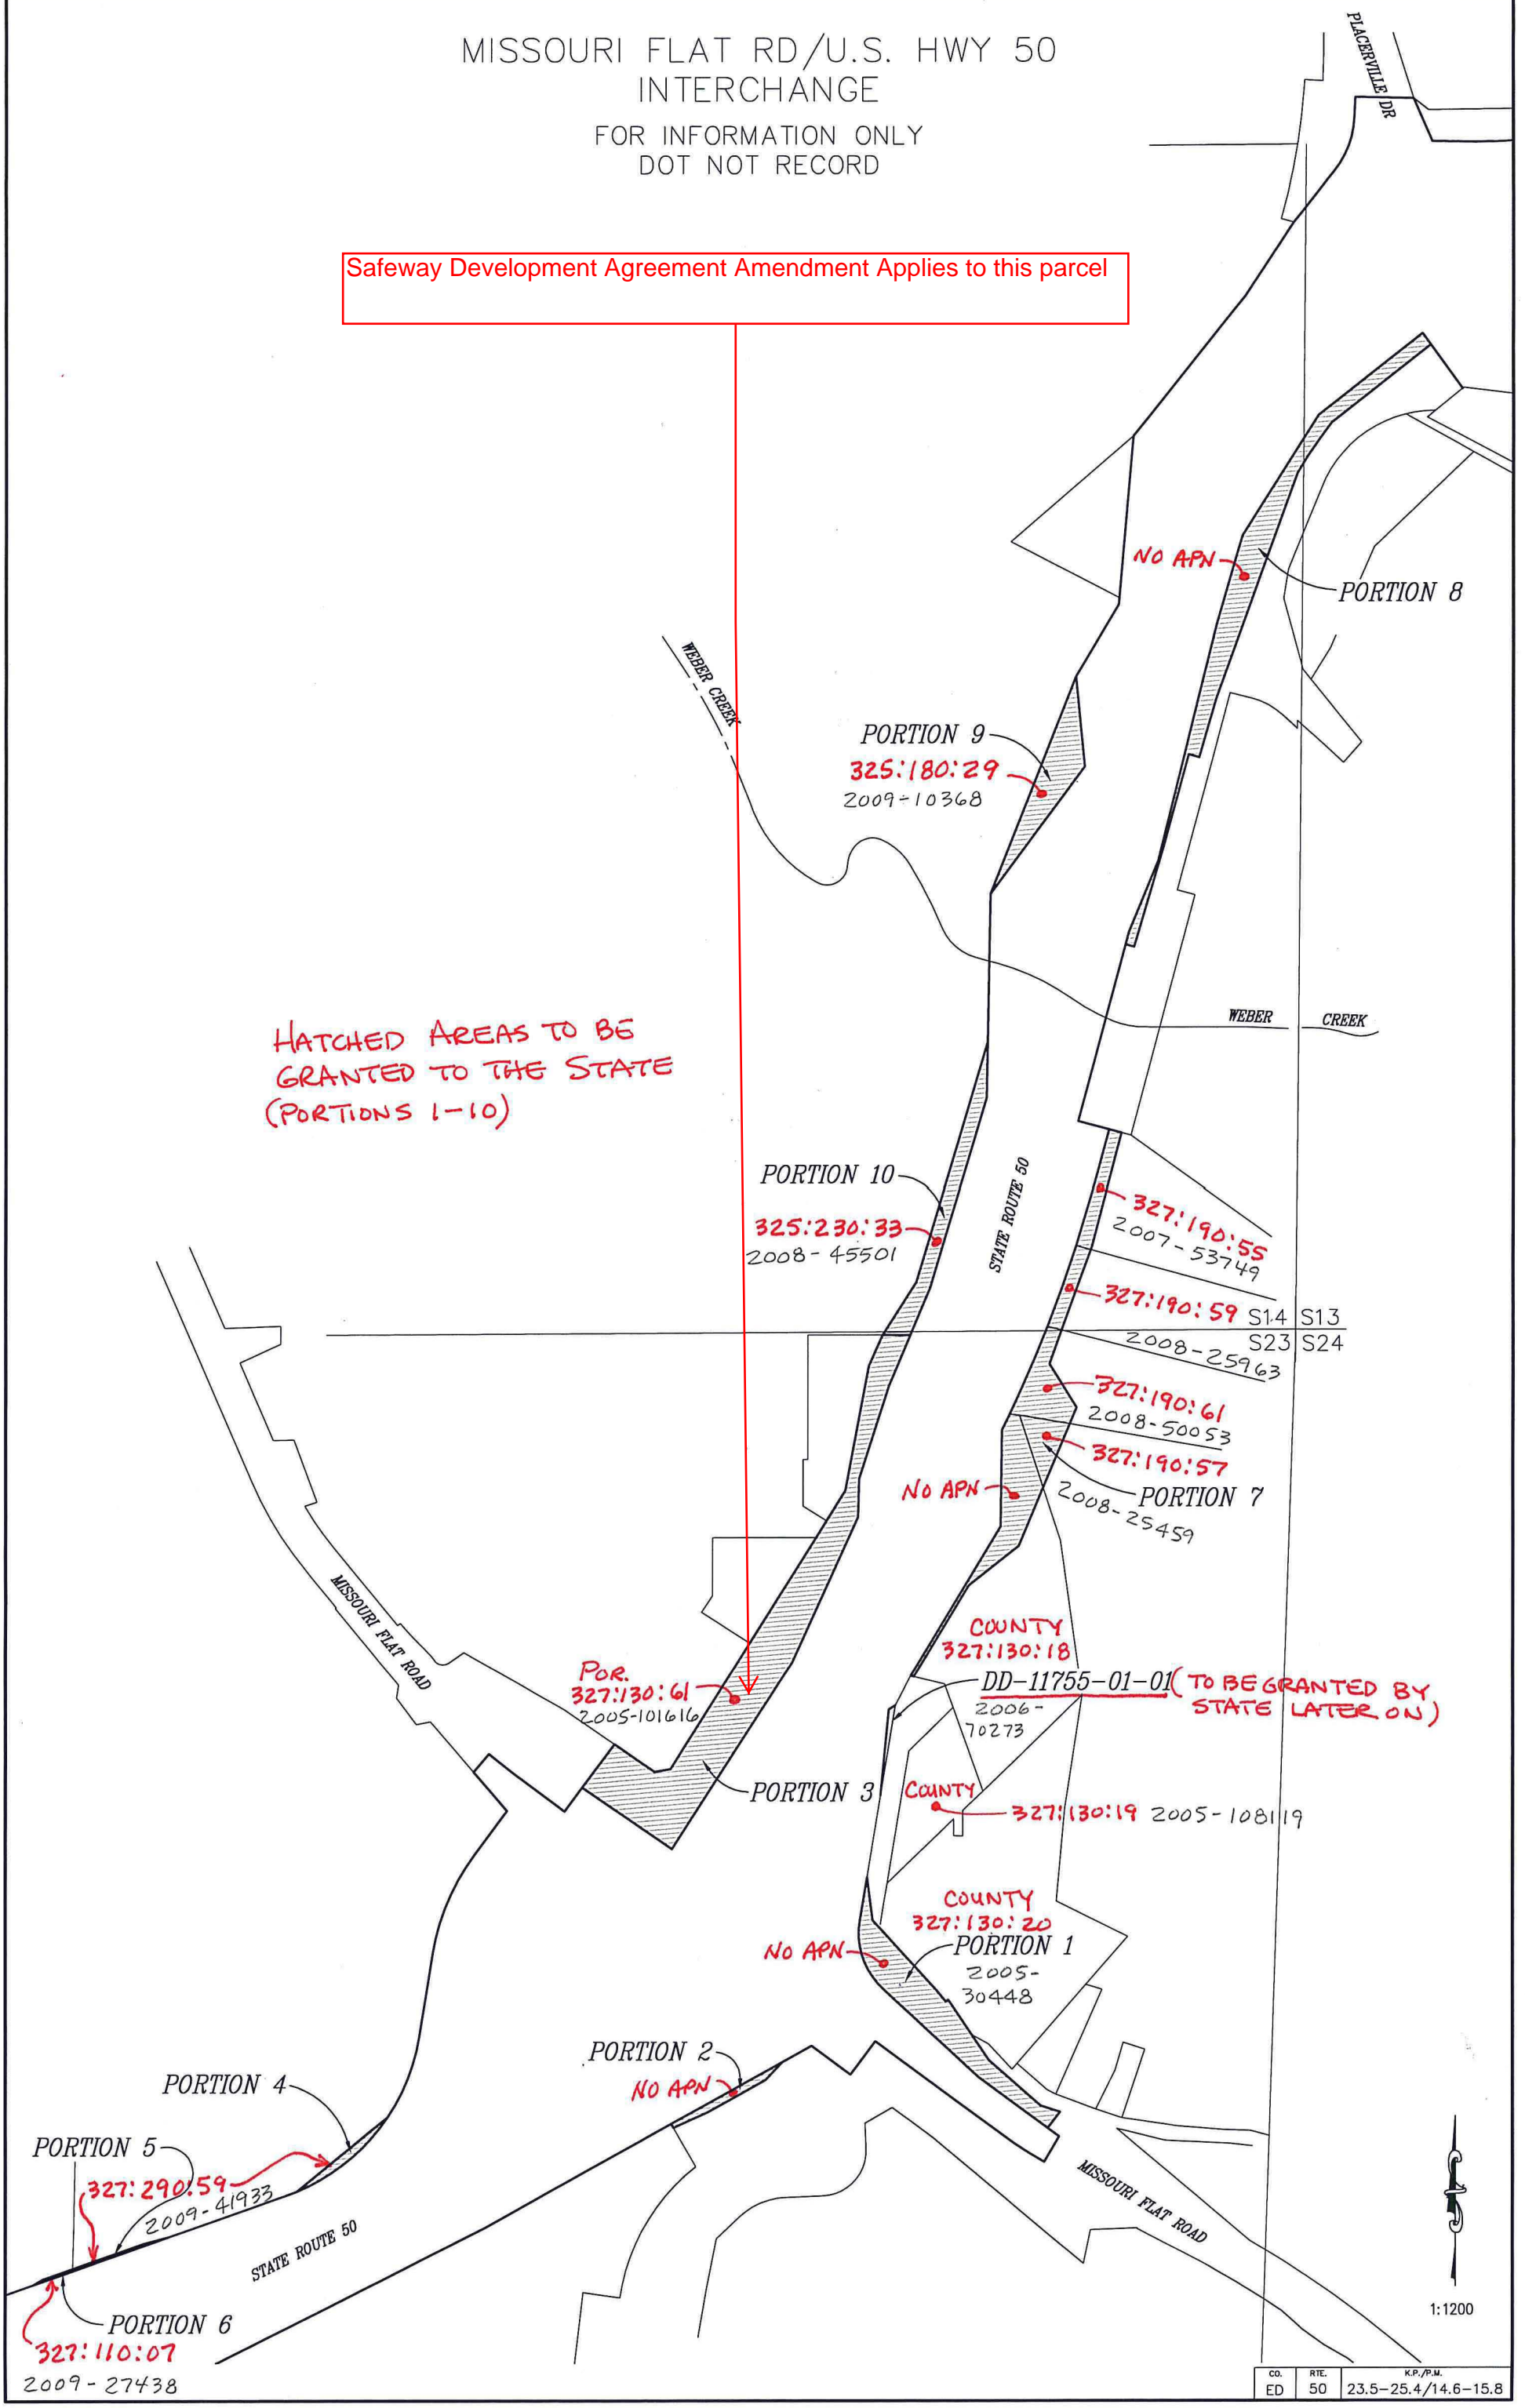 MISSOURI FLAT RD/U.S. HWY 50
INTERCHANGE
FOR INFORMATION ONLY
DOT NOT RECORD
PLACERVILLE DR
Safeway Development Agreement Amendment Applies to this parcel
NO APN
PORTION 8
WEBER CREEK
PORTION 9
325:180:29
2009-10368
WEBER CREEK
HATCHED AREAS TO BE
GRANTED TO THE STATE
(PORTIONS 1-10)
PORTION 10
325:230:33
2008-45501
STATE ROUTE 50
327:190:55
2007-53749
327:190:59
S14 S13
S23 S24
2008-25963
327:190:61
2008-50053
327:190:57
NO APN
PORTION 7
2008-25459
MISSOURI FLAT ROAD
COUNTY
327:130:18
POR.
327:130:61
2005-101616
DD-11755-01-01 (TO BE GRANTED BY
STATE LATER ON)
2006-
70273
PORTION 3
COUNTY
327:130:19 2005-108119
COUNTY
327:130:20
NO APN
PORTION 1
2005-
30448
PORTION 2
NO APN
PORTION 4
PORTION 5
327:290:59
2009-41933
STATE ROUTE 50
MISSOURI FLAT ROAD
PORTION 6
327:110:07
2009-27438
1:1200
CO. RTE. K.P./P.M.
ED 50 23.5-25.4/14.6-15.8